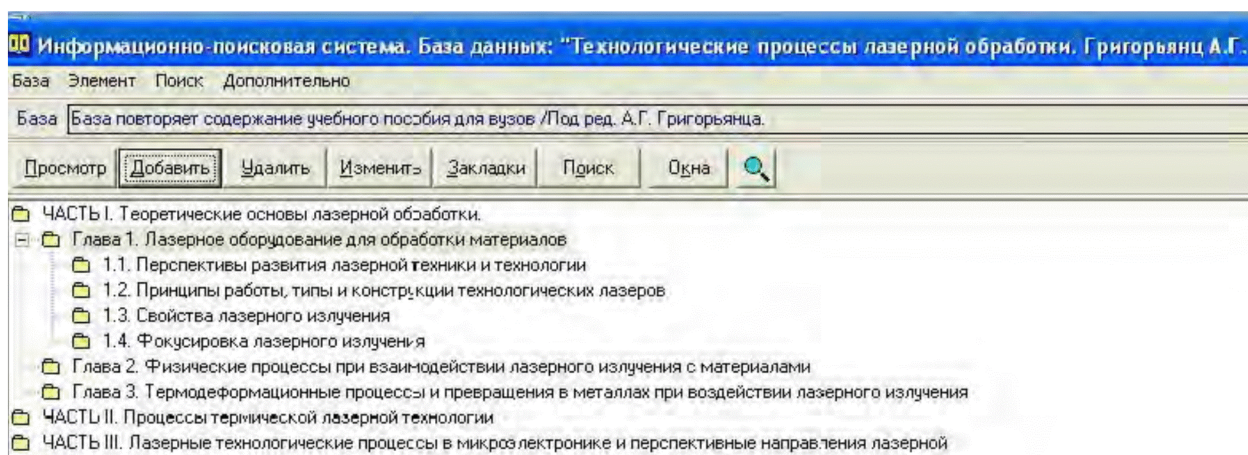 Информационно-поисковая система. База данных: "Технологические процессы лазерной обработки. Григорьянц А.Г.
База Элемент Поиск Дополнительно
База База повторяет содержание учебного пособия для вузов /Под ред. А.Г. Григорьянца.
Просмотр Добавить Удалить Изменить Закладки Поиск Окна
ЧАСТЬ I. Теоретические основы лазерной обработки.
Глава 1. Лазерное оборудование для обработки материалов
1.1. Перспективы развития лазерной техники и технологии
1.2. Принципы работы, типы и конструкции технологических лазеров
1.3. Свойства лазерного излучения
1.4. Фокусировка лазерного излучения
Глава 2. Физические процессы при взаимодействии лазерного излучения с материалами
Глава 3. Термодеформационные процессы и превращения в металлах при воздействии лазерного излучения
ЧАСТЬ II. Процессы термической лазерной технологии
ЧАСТЬ III. Лазерные технологические процессы в микроэлектронике и перспективные направления лазерной